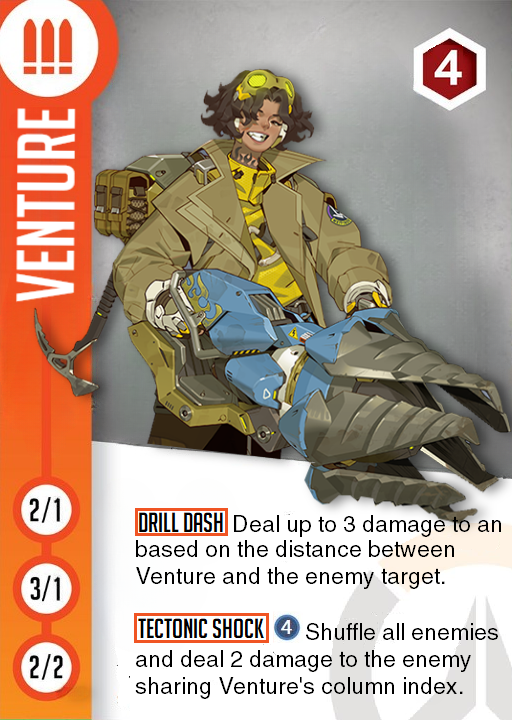 4
VENTURE
2/1
3/1
2/2
DRILL DASH Deal up to 3 damage to an
based on the distance between
Venture and the enemy target.
TECTONIC SHOCK 4 Shuffle all enemies
and deal 2 damage to the enemy
sharing Venture's column index.